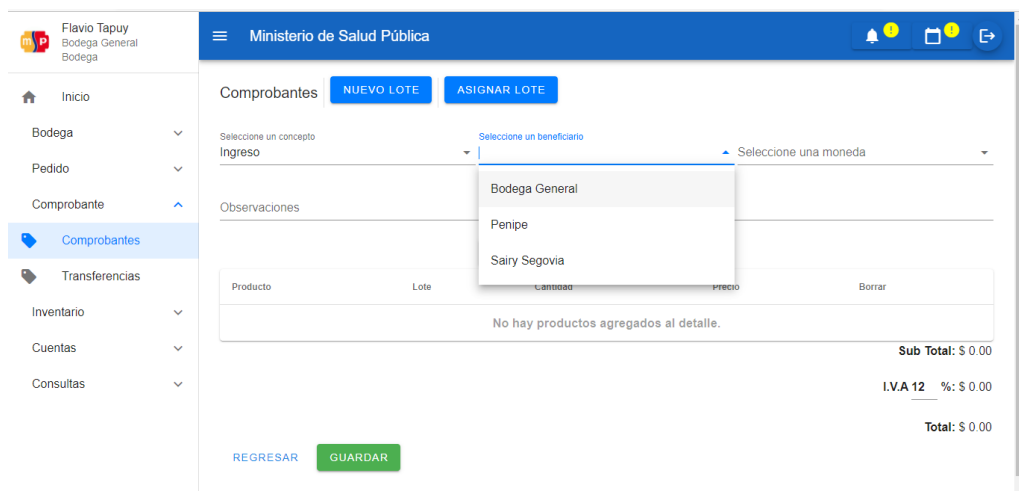 Flavio Tapuy
Bodega General
Bodega
Ministerio de Salud Pública
Inicio
Bodega
Pedido
Comprobante
Comprobantes
Transferencias
Inventario
Cuentas
Consultas
Comprobantes NUEVO LOTE ASIGNAR LOTE
Seleccione un concepto Seleccione un beneficiario
Ingreso Seleccione una moneda
Bodega General
Penipe
Sairy Segovia
Observaciones
Producto Lote Cantidad Precio Borrar
No hay productos agregados al detalle.
Sub Total: $ 0.00
I.V.A 12 %: $ 0.00
Total: $ 0.00
REGRESAR GUARDAR